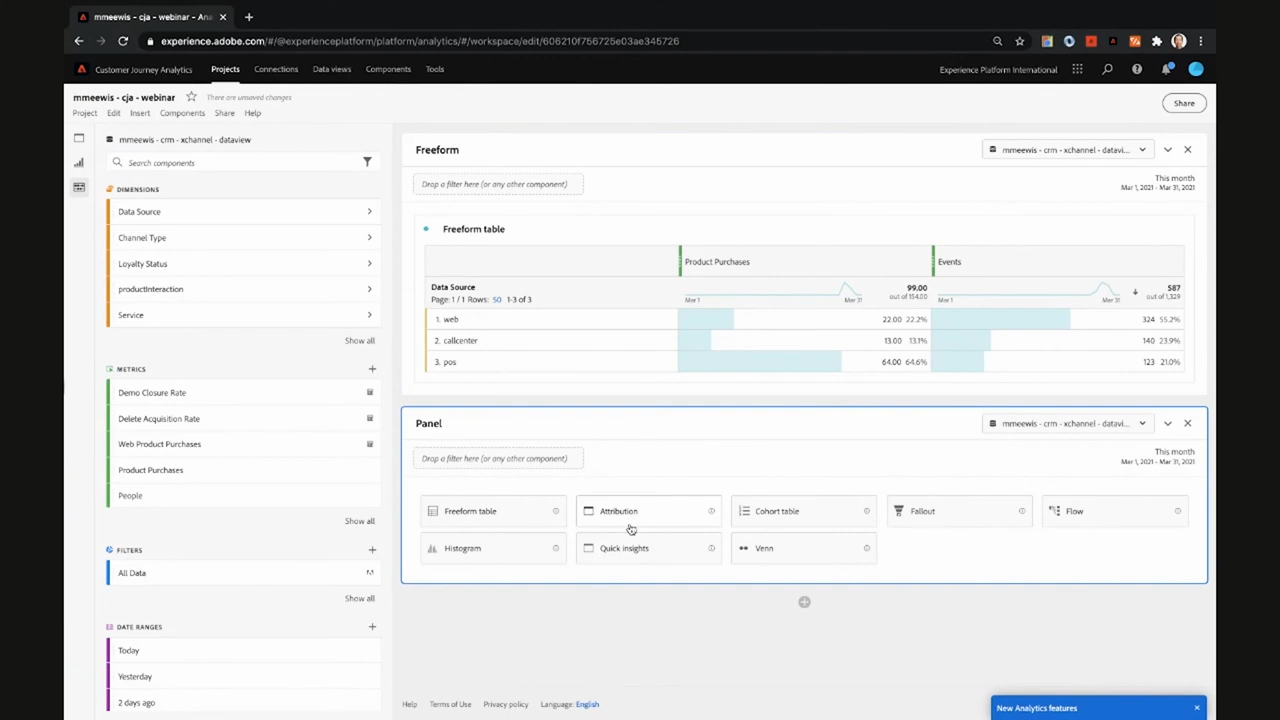 mmeewis - cja - webinar - Ana
experience.adobe.com/#/@experienceplatform/platform/analytics/#/workspace/edit/606210f756725e03ae345726
Customer Journey Analytics Projects Connections Data views Components Tools Experience Platform International
mmeewis - cja - webinar There are unsaved changes
Share
Project Edit Insert Components Share Help
mmeewis - crm - xchannel - dataview
Search components
DIMENSIONS
Data Source
Channel Type
Loyalty Status
productInteraction
Service
Show all
METRICS
Demo Closure Rate
Delete Acquisition Rate
Web Product Purchases
Product Purchases
People
Show all
FILTERS
All Data
Show all
DATE RANGES
Today
Yesterday
2 days ago
Freeform mmeewis - crm - xchannel - datavi...
Drop a filter here (or any other component)
This month
Mar 1, 2021 - Mar 31, 2021
Freeform table
Product Purchases Events
Data Source
Page: 1 / 1 Rows: 50 1-3 of 3
Mar 1 Mar 31 99.00 out of 154.00
Mar 1 Mar 31 587 out of 1,329
1. web 22.00 22.2% 324 55.2%
2. callcenter 13.00 13.1% 140 23.9%
3. pos 64.00 64.6% 123 21.0%
Panel mmeewis - crm - xchannel - datavi...
Drop a filter here (or any other component)
This month
Mar 1, 2021 - Mar 31, 2021
Freeform table Attribution Cohort table Fallout Flow
Histogram Quick insights Venn
Help Terms of Use Privacy policy Language: English
New Analytics features